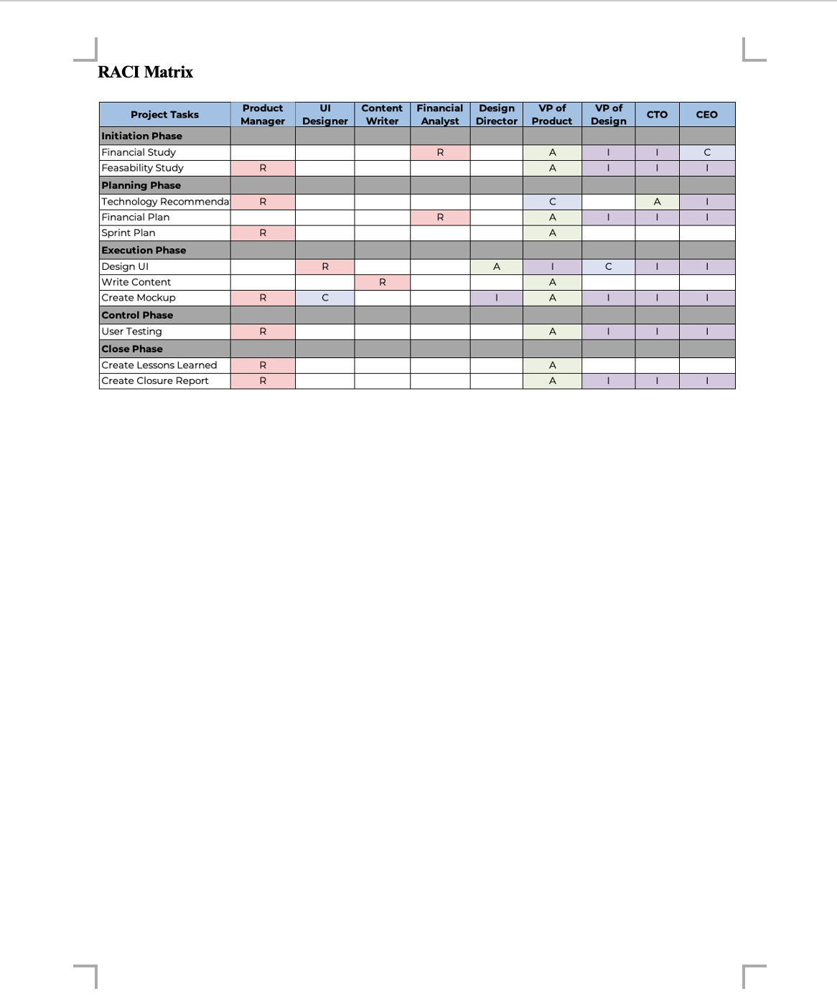 RACI Matrix
Project Tasks Product Manager UI Designer Content Writer Financial Analyst Design Director VP of Product VP of Design CTO CEO
Initiation Phase
Financial Study R A I I C
Feasability Study R A I I I
Planning Phase
Technology Recommenda R C A I
Financial Plan R A I I I
Sprint Plan R A
Execution Phase
Design UI R A I C I I
Write Content R A
Create Mockup R C I A I I I
Control Phase
User Testing R A I I I
Close Phase
Create Lessons Learned R A
Create Closure Report R A I I I